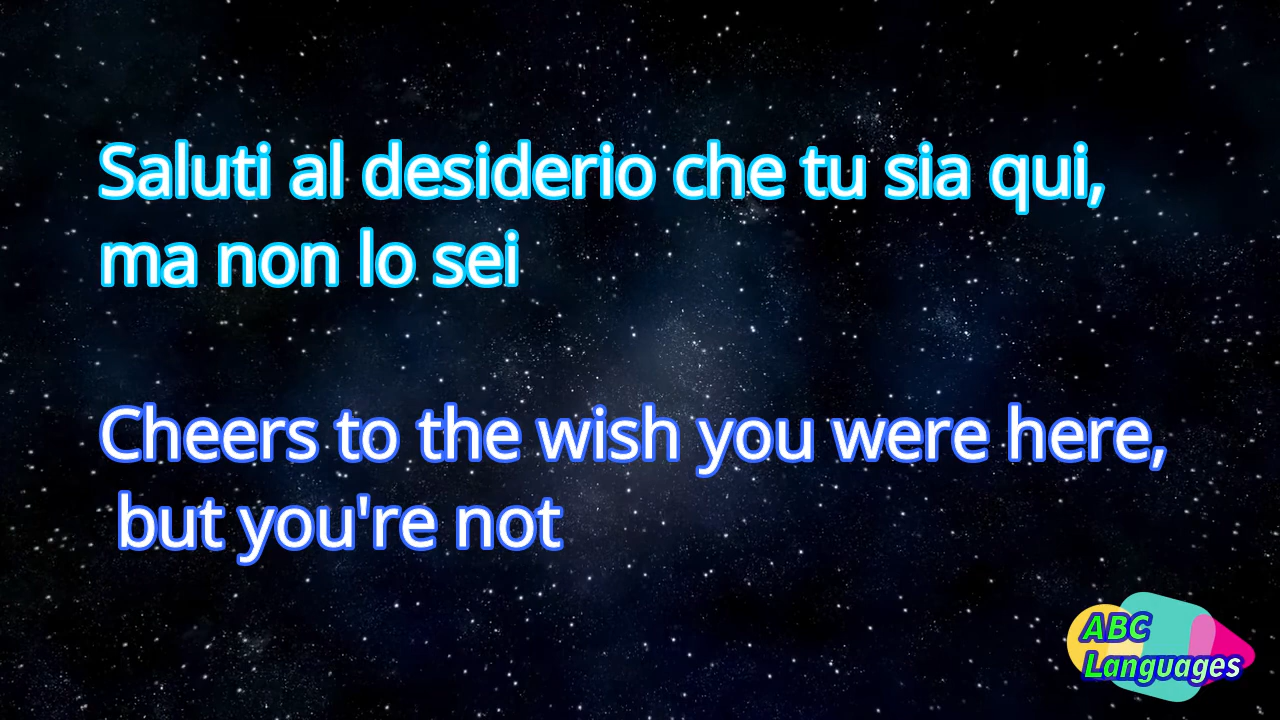 Saluti al desiderio che tu sia qui,
ma non lo sei
Cheers to the wish you were here,
but you're not
ABC
Languages